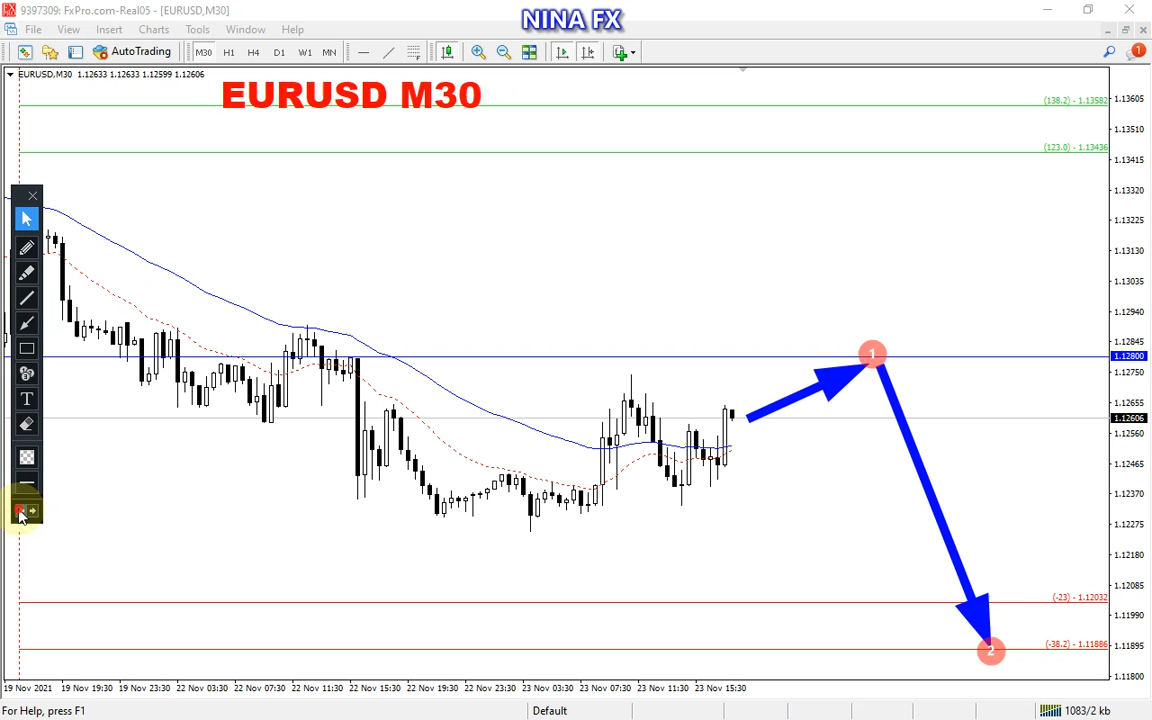 9397309: FxPro.com-Real05 - [EURUSD,M30]
NINA FX
File View Insert Charts Tools Window Help
AutoTrading M30 H1 H4 D1 W1 MN 1
EURUSD,M30 1.12633 1.12633 1.12599 1.12606
EURUSD M30
(138.2) - 1.13582
1.13605
1.13510
(123.0) - 1.13436
1.13415
1.13320
1.13225
1.13130
1.13035
1.12940
1.12845
1
1.12800
1.12750
1.12655
1.12606
1.12560
1.12465
1.12370
1.12275
1.12180
1.12085
(-23) - 1.12032
1.11990
(-38.2) - 1.11886
1.11895
2
1.11800
T
19 Nov 2021 19 Nov 19:30 19 Nov 23:30 22 Nov 03:30 22 Nov 07:30 22 Nov 11:30 22 Nov 15:30 22 Nov 19:30 22 Nov 23:30 23 Nov 03:30 23 Nov 07:30 23 Nov 11:30 23 Nov 15:30
For Help, press F1
Default
1083/2 kb